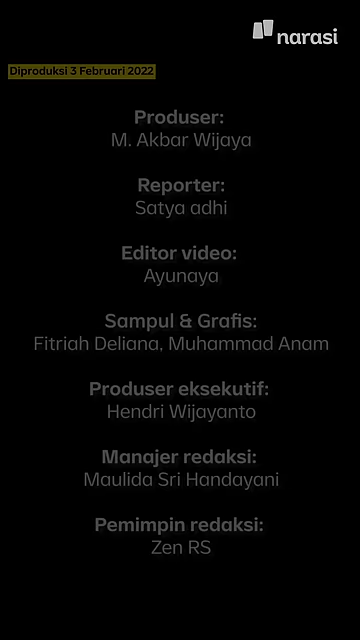 narasi
Diproduksi 3 Februari 2022
Produser:
M. Akbar Wijaya
Reporter:
Satya adhi
Editor video:
Ayunaya
Sampul & Grafis:
Fitriah Deliana, Muhammad Anam
Produser eksekutif:
Hendri Wijayanto
Manajer redaksi:
Maulida Sri Handayani
Pemimpin redaksi:
Zen RS